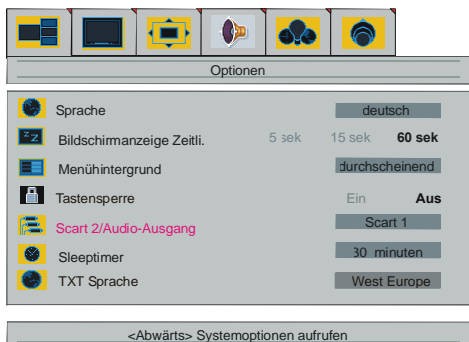 Optionen
Sprache deutsch
zZ Bildschirmanzeige Zeitli. 5 sek 15 sek 60 sek
Menühintergrund durchscheinend
Tastensperre Ein Aus
Scart 2/Audio-Ausgang Scart 1
Sleeptimer 30 minuten
TXT Sprache West Europe
<Abwärts> Systemoptionen aufrufen